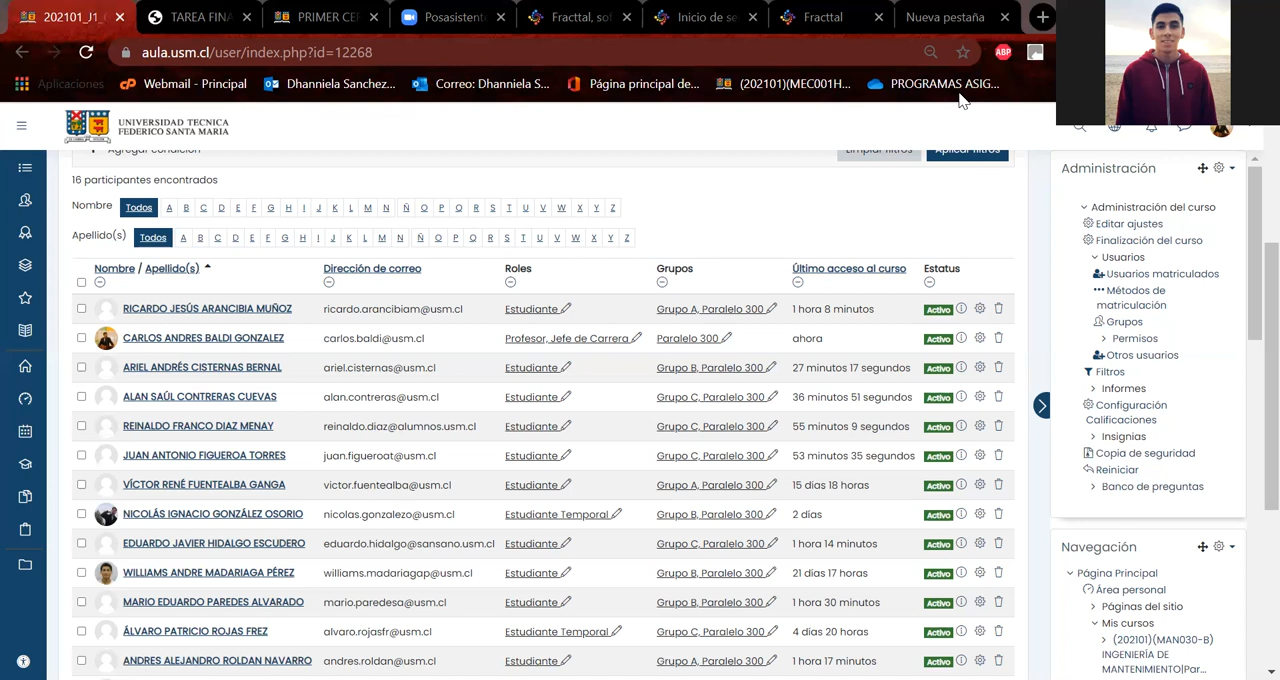 202101_J1_ TAREA FINA PRIMER CER Posasistente Fracttal, sof Inicio de se Fracttal Nueva pestaña
aula.usm.cl/user/index.php?id=12268 ABP
Aplicaciones Webmail - Principal Dhanniela Sanchez... Correo: Dhanniela S... Página principal de... (202101)(MEC001H... PROGRAMAS ASIG...
UNIVERSIDAD TECNICA
FEDERICO SANTA MARIA
Agregar condición Limpiar filtros Aplicar filtros
16 participantes encontrados
Nombre Todos A B C D E F G H I J K L M N Ñ O P Q R S T U V W X Y Z
Apellido(s) Todos A B C D E F G H I J K L M N Ñ O P Q R S T U V W X Y Z
Nombre / Apellido(s) Dirección de correo Roles Grupos Último acceso al curso Estatus
RICARDO JESÚS ARANCIBIA MUÑOZ ricardo.arancibiam@usm.cl Estudiante Grupo A, Paralelo 300 1 hora 8 minutos Activo
CARLOS ANDRES BALDI GONZALEZ carlos.baldi@usm.cl Profesor, Jefe de Carrera Paralelo 300 ahora Activo
ARIEL ANDRÉS CISTERNAS BERNAL ariel.cisternas@usm.cl Estudiante Grupo B, Paralelo 300 27 minutos 17 segundos Activo
ALAN SAÚL CONTRERAS CUEVAS alan.contreras@usm.cl Estudiante Grupo C, Paralelo 300 36 minutos 51 segundos Activo
REINALDO FRANCO DIAZ MENAY reinaldo.diaz@alumnos.usm.cl Estudiante Grupo C, Paralelo 300 55 minutos 9 segundos Activo
JUAN ANTONIO FIGUEROA TORRES juan.figueroat@usm.cl Estudiante Grupo C, Paralelo 300 53 minutos 35 segundos Activo
VÍCTOR RENÉ FUENTEALBA GANGA victor.fuentealba@usm.cl Estudiante Grupo A, Paralelo 300 15 días 18 horas Activo
NICOLÁS IGNACIO GONZÁLEZ OSORIO nicolas.gonzalezo@usm.cl Estudiante Temporal Grupo B, Paralelo 300 2 días Activo
EDUARDO JAVIER HIDALGO ESCUDERO eduardo.hidalgo@sansano.usm.cl Estudiante Grupo C, Paralelo 300 1 hora 14 minutos Activo
WILLIAMS ANDRE MADARIAGA PÉREZ williams.madariagap@usm.cl Estudiante Grupo B, Paralelo 300 21 días 17 horas Activo
MARIO EDUARDO PAREDES ALVARADO mario.paredesa@usm.cl Estudiante Grupo B, Paralelo 300 1 hora 30 minutos Activo
ÁLVARO PATRICIO ROJAS FREZ alvaro.rojasfr@usm.cl Estudiante Temporal Grupo C, Paralelo 300 4 días 20 horas Activo
ANDRES ALEJANDRO ROLDAN NAVARRO andres.roldan@usm.cl Estudiante Grupo A, Paralelo 300 1 hora 17 minutos Activo
Administración
Administración del curso
Editar ajustes
Finalización del curso
Usuarios
Usuarios matriculados
Métodos de
matriculación
Grupos
Permisos
Otros usuarios
Filtros
Informes
Configuración
Calificaciones
Insignias
Copia de seguridad
Reiniciar
Banco de preguntas
Navegación
Página Principal
Área personal
Páginas del sitio
Mis cursos
(202101)(MAN030-B)
INGENIERÍA DE
MANTENIMIENTO|Par...